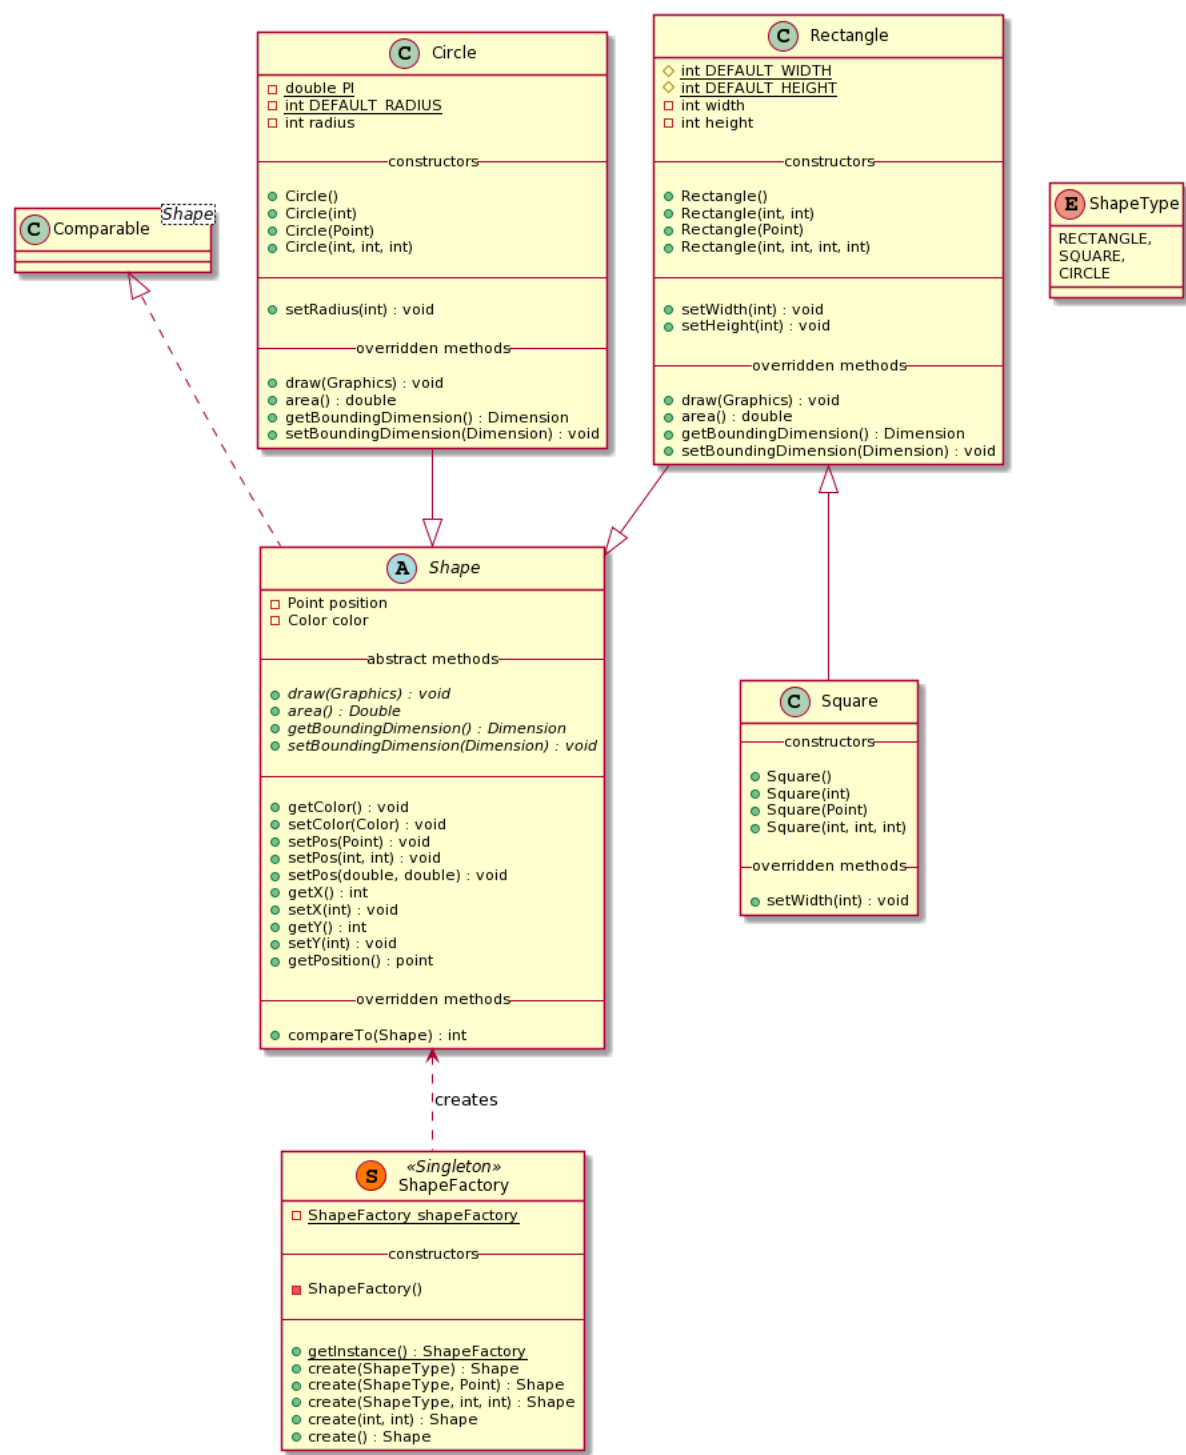 C Circle
double PI
int DEFAULT_RADIUS
int radius
constructors
Circle()
Circle(int)
Circle(Point)
Circle(int, int, int)
setRadius(int) : void
overridden methods
draw(Graphics) : void
area() : double
getBoundingDimension() : Dimension
setBoundingDimension(Dimension) : void
C Rectangle
int DEFAULT_WIDTH
int DEFAULT_HEIGHT
int width
int height
constructors
Rectangle()
Rectangle(int, int)
Rectangle(Point)
Rectangle(int, int, int, int)
setWidth(int) : void
setHeight(int) : void
overridden methods
draw(Graphics) : void
area() : double
getBoundingDimension() : Dimension
setBoundingDimension(Dimension) : void
E ShapeType
RECTANGLE,
SQUARE,
CIRCLE
Shape
C Comparable
A Shape
Point position
Color color
abstract methods
draw(Graphics) : void
area() : Double
getBoundingDimension() : Dimension
setBoundingDimension(Dimension) : void
getColor() : void
setColor(Color) : void
setPos(Point) : void
setPos(int, int) : void
setPos(double, double) : void
getX() : int
setX(int) : void
getY() : int
setY(int) : void
getPosition() : point
overridden methods
compareTo(Shape) : int
C Square
constructors
Square()
Square(int)
Square(Point)
Square(int, int, int)
overridden methods
setWidth(int) : void
creates
S «Singleton»
ShapeFactory
ShapeFactory shapeFactory
constructors
ShapeFactory()
getInstance() : ShapeFactory
create(ShapeType) : Shape
create(ShapeType, Point) : Shape
create(ShapeType, int, int) : Shape
create(int, int) : Shape
create() : Shape